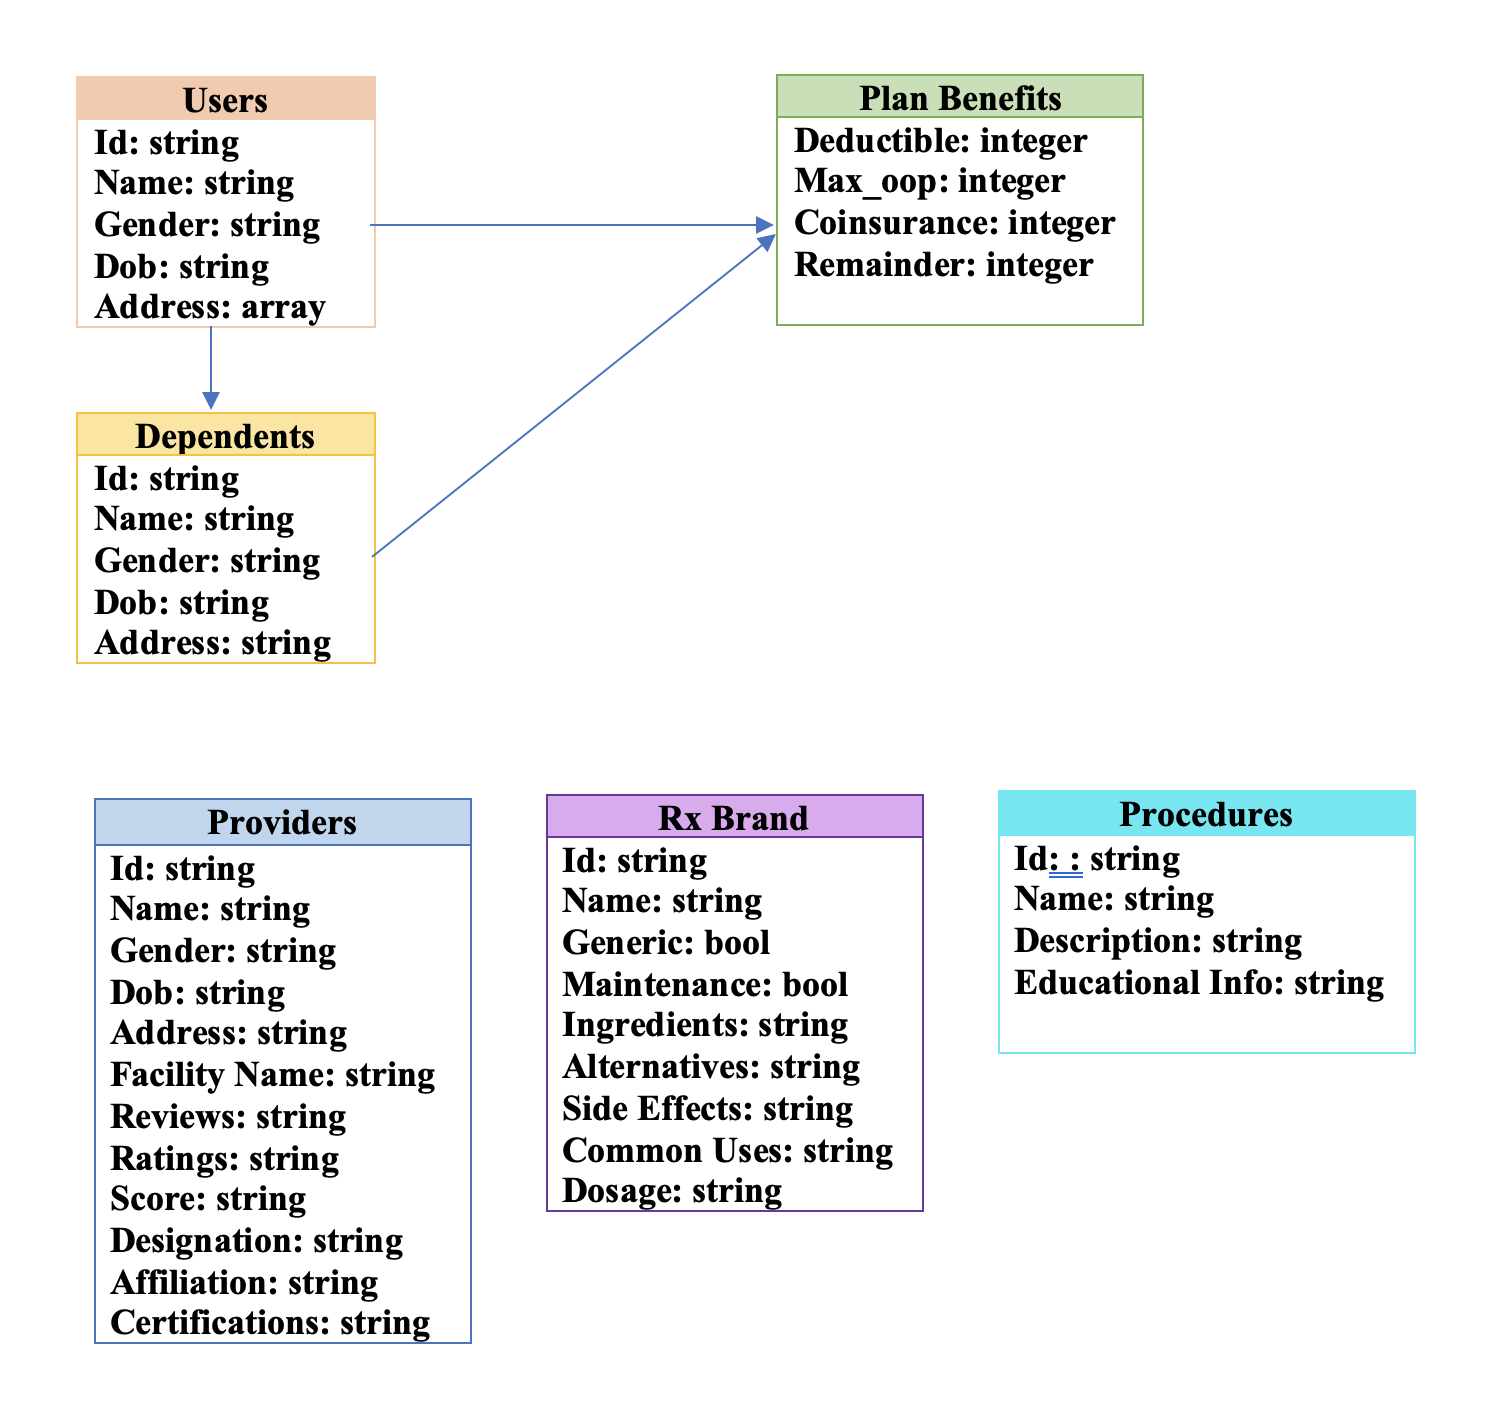 Users
Id: string
Name: string
Gender: string
Dob: string
Address: array
Plan Benefits
Deductible: integer
Max_oop: integer
Coinsurance: integer
Remainder: integer
Dependents
Id: string
Name: string
Gender: string
Dob: string
Address: string
Providers
Id: string
Name: string
Gender: string
Dob: string
Address: string
Facility Name: string
Reviews: string
Ratings: string
Score: string
Designation: string
Affiliation: string
Certifications: string
Rx Brand
Id: string
Name: string
Generic: bool
Maintenance: bool
Ingredients: string
Alternatives: string
Side Effects: string
Common Uses: string
Dosage: string
Procedures
Id: : string
Name: string
Description: string
Educational Info: string